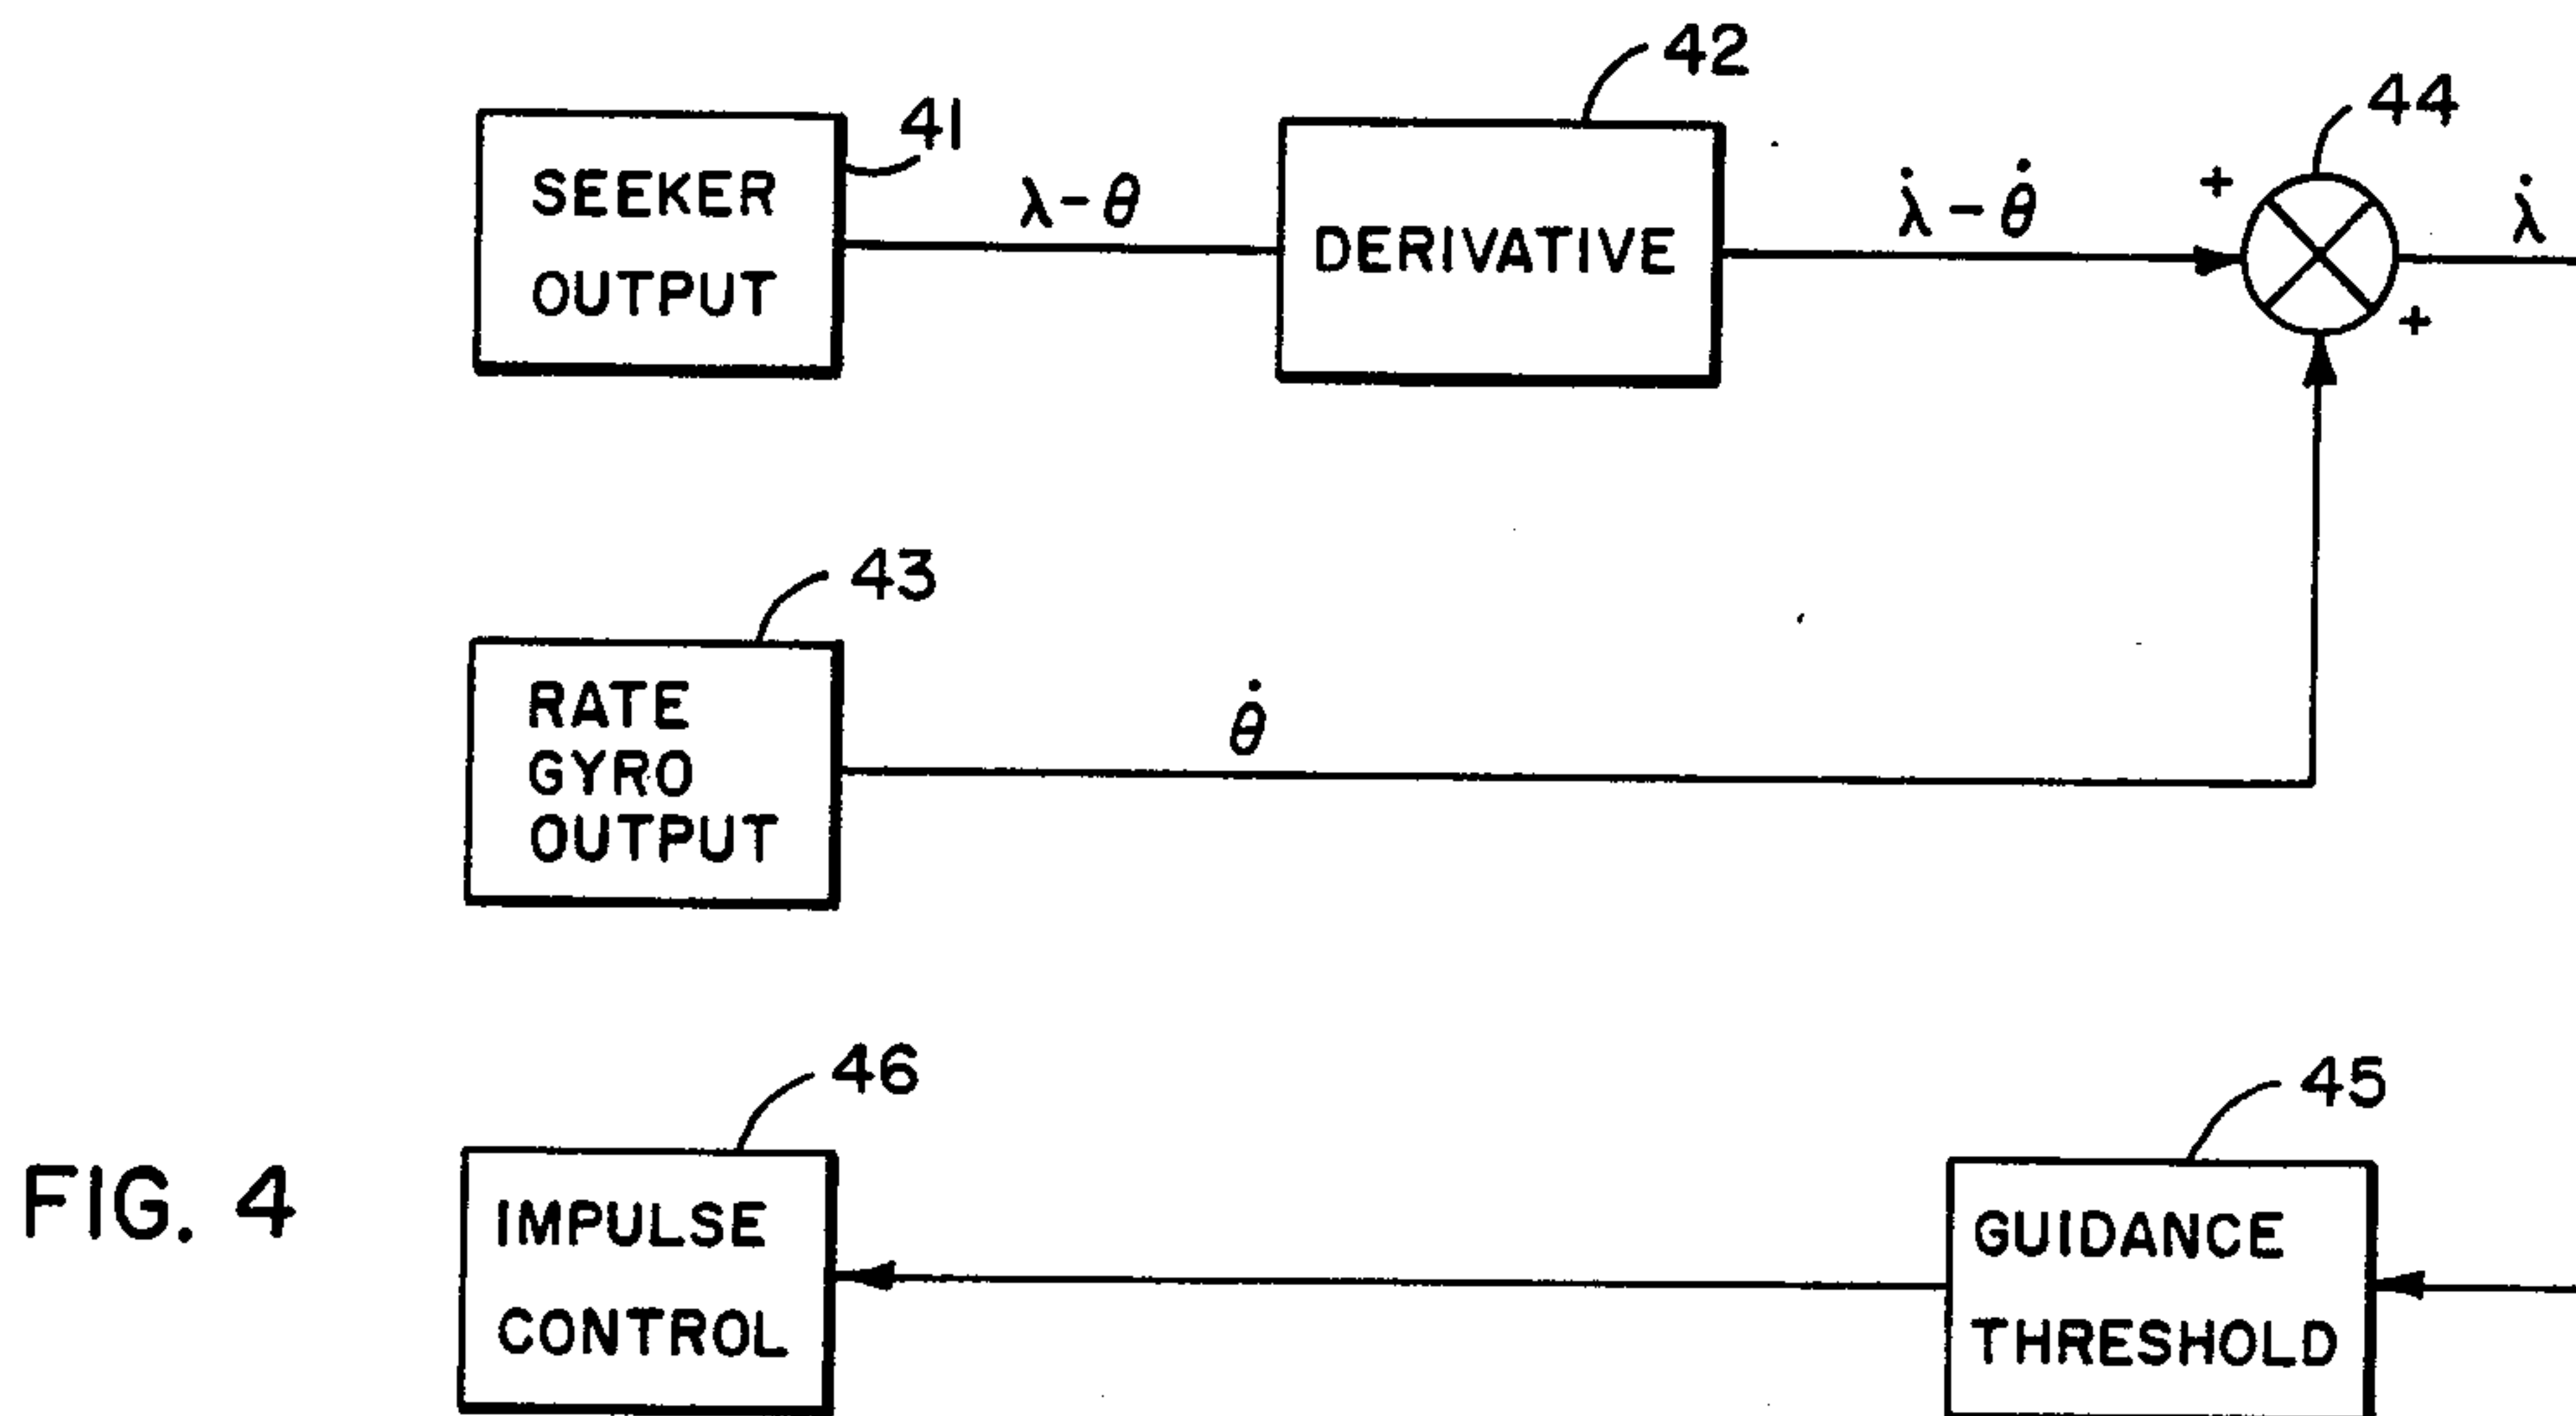 42
44
41
SEEKER
OUTPUT
λ-θ
DERIVATIVE
λ̇-θ̇
+
λ̇
+
43
RATE
GYRO
OUTPUT
θ̇
46
45
FIG. 4
IMPULSE
CONTROL
GUIDANCE
THRESHOLD